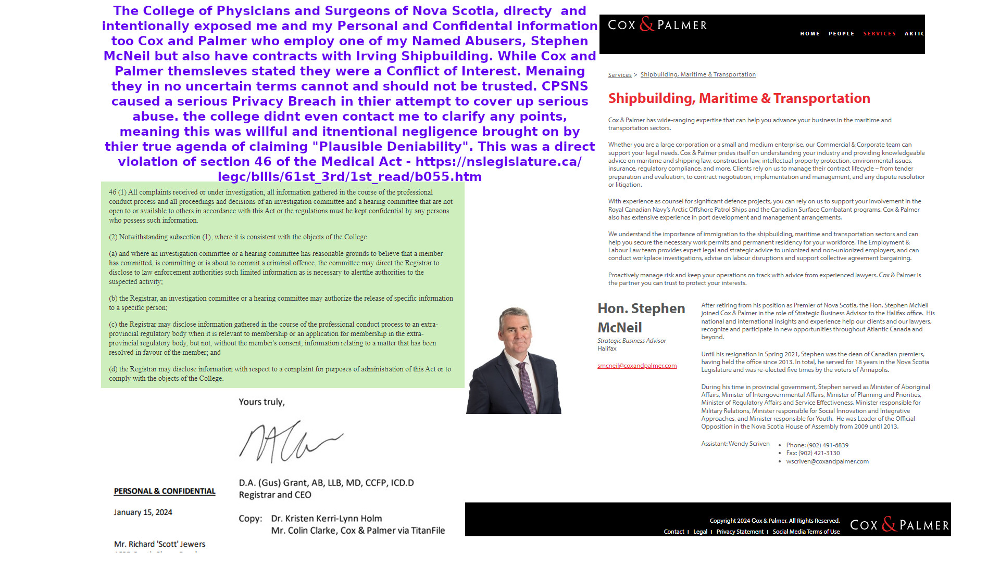 The College of Physicians and Surgeons of Nova Scotia, directy  and
intentionally exposed me and my Personal and Confidental information
too Cox and Palmer who employ one of my Named Abusers, Stephen
McNeil but also have contracts with Irving Shipbuilding. While Cox and
Palmer themsleves stated they were a Conflict of Interest. Menaing
they in no uncertain terms cannot and should not be trusted. CPSNS
caused a serious Privacy Breach in thier attempt to cover up serious
abuse. the college didnt even contact me to clarify any points,
meaning this was willful and itnentional negligence brought on by
thier true agenda of claiming "Plausible Deniability". This was a direct
violation of section 46 of the Medical Act - https://nslegislature.ca/
legc/bills/61st_3rd/1st_read/b055.htm
46 (1) All complaints received or under investigation, all information gathered in the course of the professional
conduct process and all proceedings and decisions of an investigation committee and a hearing committee that are not
open to or available to others in accordance with this Act or the regulations must be kept confidential by any persons
who possess such information.
(2) Notwithstanding subsection (1), where it is consistent with the objects of the College
(a) and where an investigation committee or a hearing committee has reasonable grounds to believe that a member
has committed, is committing or is about to commit a criminal offence, the committee may direct the Registrar to
disclose to law enforcement authorities such limited information as is necessary to alertthe authorities to the
suspected activity;
(b) the Registrar, an investigation committee or a hearing committee may authorize the release of specific information
to a specific person;
(c) the Registrar may disclose information gathered in the course of the professional conduct process to an extra-
provincial regulatory body when it is relevant to membership or an application for membership in the extra-
provincial regulatory body, but not, without the member's consent, information relating to a matter that has been
resolved in favour of the member; and
(d) the Registrar may disclose information with respect to a complaint for purposes of administration of this Act or to
comply with the objects of the College.
Yours truly,
D.A. (Gus) Grant, AB, LLB, MD, CCFP, ICD.D
Registrar and CEO
Copy: Dr. Kristen Kerri-Lynn Holm
Mr. Colin Clarke, Cox & Palmer via TitanFile
PERSONAL & CONFIDENTIAL
January 15, 2024
Mr. Richard 'Scott' Jewers
COX & PALMER
HOME PEOPLE SERVICES ARTIC
Services > Shipbuilding, Maritime & Transportation
Shipbuilding, Maritime & Transportation
Cox & Palmer has wide-ranging expertise that can help you advance your business in the maritime and
transportation sectors.
Whether you are a large corporation or a small and medium enterprise, our Commercial & Corporate team can
support your legal needs. Cox & Palmer prides itself on understanding your industry and providing knowledgeable
advice on maritime and shipping law, construction law, intellectual property protection, environmental issues,
insurance, regulatory compliance, and more. Clients rely on us to manage their contract lifecycle – from tender
preparation and evaluation, to contract negotiation, implementation and management, and any dispute resolutior
or litigation.
With experience as counsel for significant defence projects, you can rely on us to support your involvement in the
Royal Canadian Navy's Arctic Offshore Patrol Ships and the Canadian Surface Combatant programs. Cox & Palmer
also has extensive experience in port development and management arrangements.
We understand the importance of immigration to the shipbuilding, maritime and transportation sectors and can
help you secure the necessary work permits and permanent residency for your workforce. The Employment &
Labour Law team provides expert legal and strategic advice to unionized and non-unionized employers, and can
conduct workplace investigations, advise on labour disruptions and support collective agreement bargaining.
Proactively manage risk and keep your operations on track with advice from experienced lawyers. Cox & Palmer is
the partner you can trust to protect your interests.
Hon. Stephen
McNeil
Strategic Business Advisor
Halifax
smcneil@coxandpalmer.com
After retiring from his position as Premier of Nova Scotia, the Hon. Stephen McNeil
joined Cox & Palmer in the role of Strategic Business Advisor to the Halifax office.  His
national and international insights and experience help our clients and our lawyers,
recognize and participate in new opportunities throughout Atlantic Canada and
beyond.
Until his resignation in Spring 2021, Stephen was the dean of Canadian premiers,
having held the office since 2013. In total, he served for 18 years in the Nova Scotia
Legislature and was re-elected five times by the voters of Annapolis.
During his time in provincial government, Stephen served as Minister of Aboriginal
Affairs, Minister of Intergovernmental Affairs, Minister of Planning and Priorities,
Minister of Regulatory Affairs and Service Effectiveness, Minister responsible for
Military Relations, Minister responsible for Social Innovation and Integrative
Approaches, and Minister responsible for Youth.  He was Leader of the Official
Opposition in the Nova Scotia House of Assembly from 2009 until 2013.
Assistant: Wendy Scriven
• Phone: (902) 491-6839
• Fax: (902) 421-3130
• wscriven@coxandpalmer.com
Copyright 2024 Cox & Palmer, All Rights Reserved.
Contact | Legal | Privacy Statement | Social Media Terms of Use
COX & PALMER